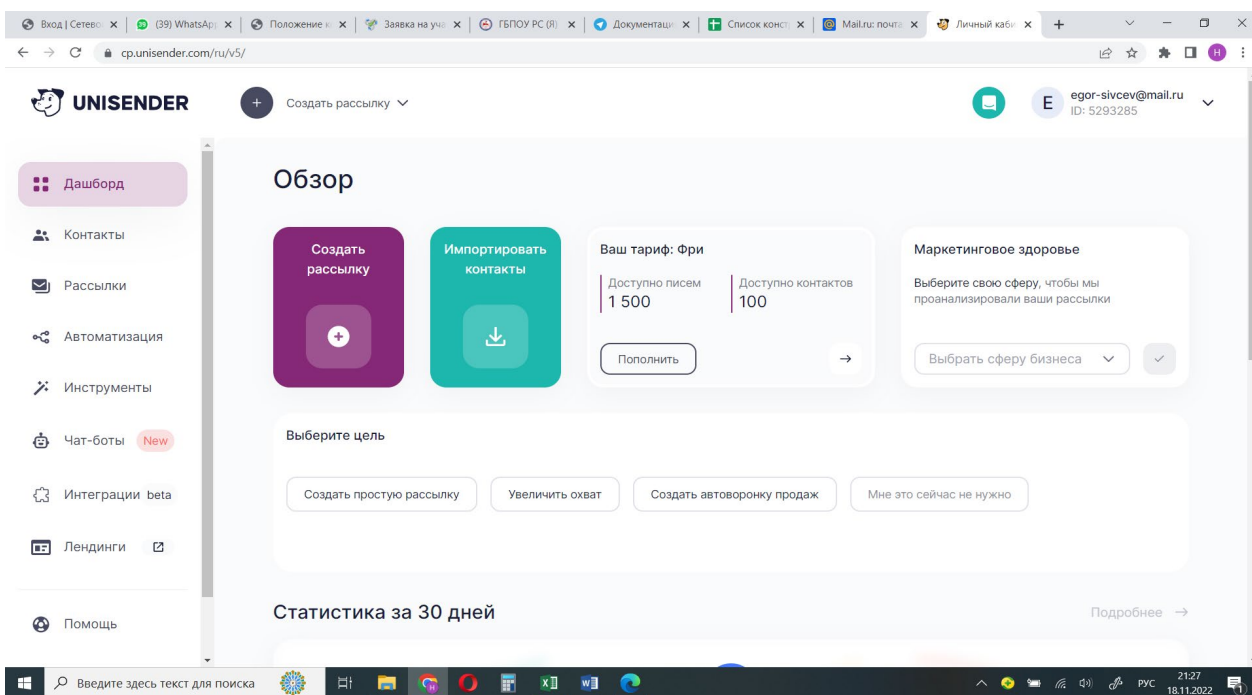 Вход | Сетево
(39) WhatsAp
Положение к
Заявка на уча
ГБПОУ РС (Я)
Документаци
Список конст
Mail.ru: почта
Личный каби
cp.unisender.com/ru/v5/
H
UNISENDER
Создать рассылку
E
egor-sivcev@mail.ru
ID: 5293285
Дашборд
Контакты
Рассылки
Автоматизация
Инструменты
Чат-боты New
Интеграции beta
Лендинги
Помощь
Обзор
Создать
рассылку
Импортировать
контакты
Ваш тариф: Фри
Доступно писем
1 500
Доступно контактов
100
Пополнить
Маркетинговое здоровье
Выберите свою сферу, чтобы мы
проанализировали ваши рассылки
Выбрать сферу бизнеса
Выберите цель
Создать простую рассылку
Увеличить охват
Создать автоворонку продаж
Мне это сейчас не нужно
Статистика за 30 дней
Подробнее
Введите здесь текст для поиска
РУС
21:27
18.11.2022